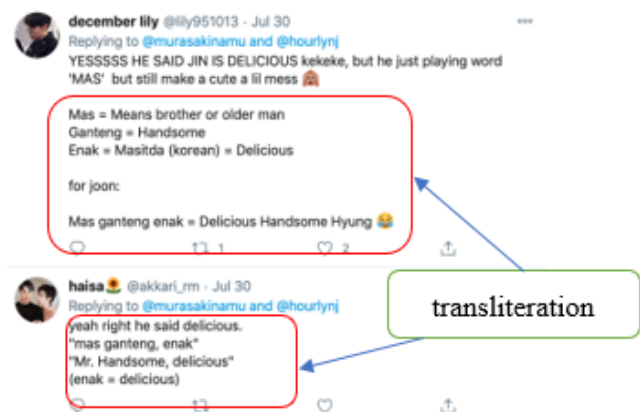 december lily @lily951013 · Jul 30
Replying to @murasakinamu and @hourlynj
YESSSSS HE SAID JIN IS DELICIOUS kekeke, but he just playing word
'MAS' but still make a cute a lil mess 🙈
Mas = Means brother or older man
Ganteng = Handsome
Enak = Masitda (korean) = Delicious
for joon:
Mas ganteng enak = Delicious Handsome Hyung 😂
1 2
haisa🌻 @akkari_rm · Jul 30
Replying to @murasakinamu and @hourlynj
yeah right he said delicious.
"mas ganteng, enak"
"Mr. Handsome, delicious"
(enak = delicious)
transliteration